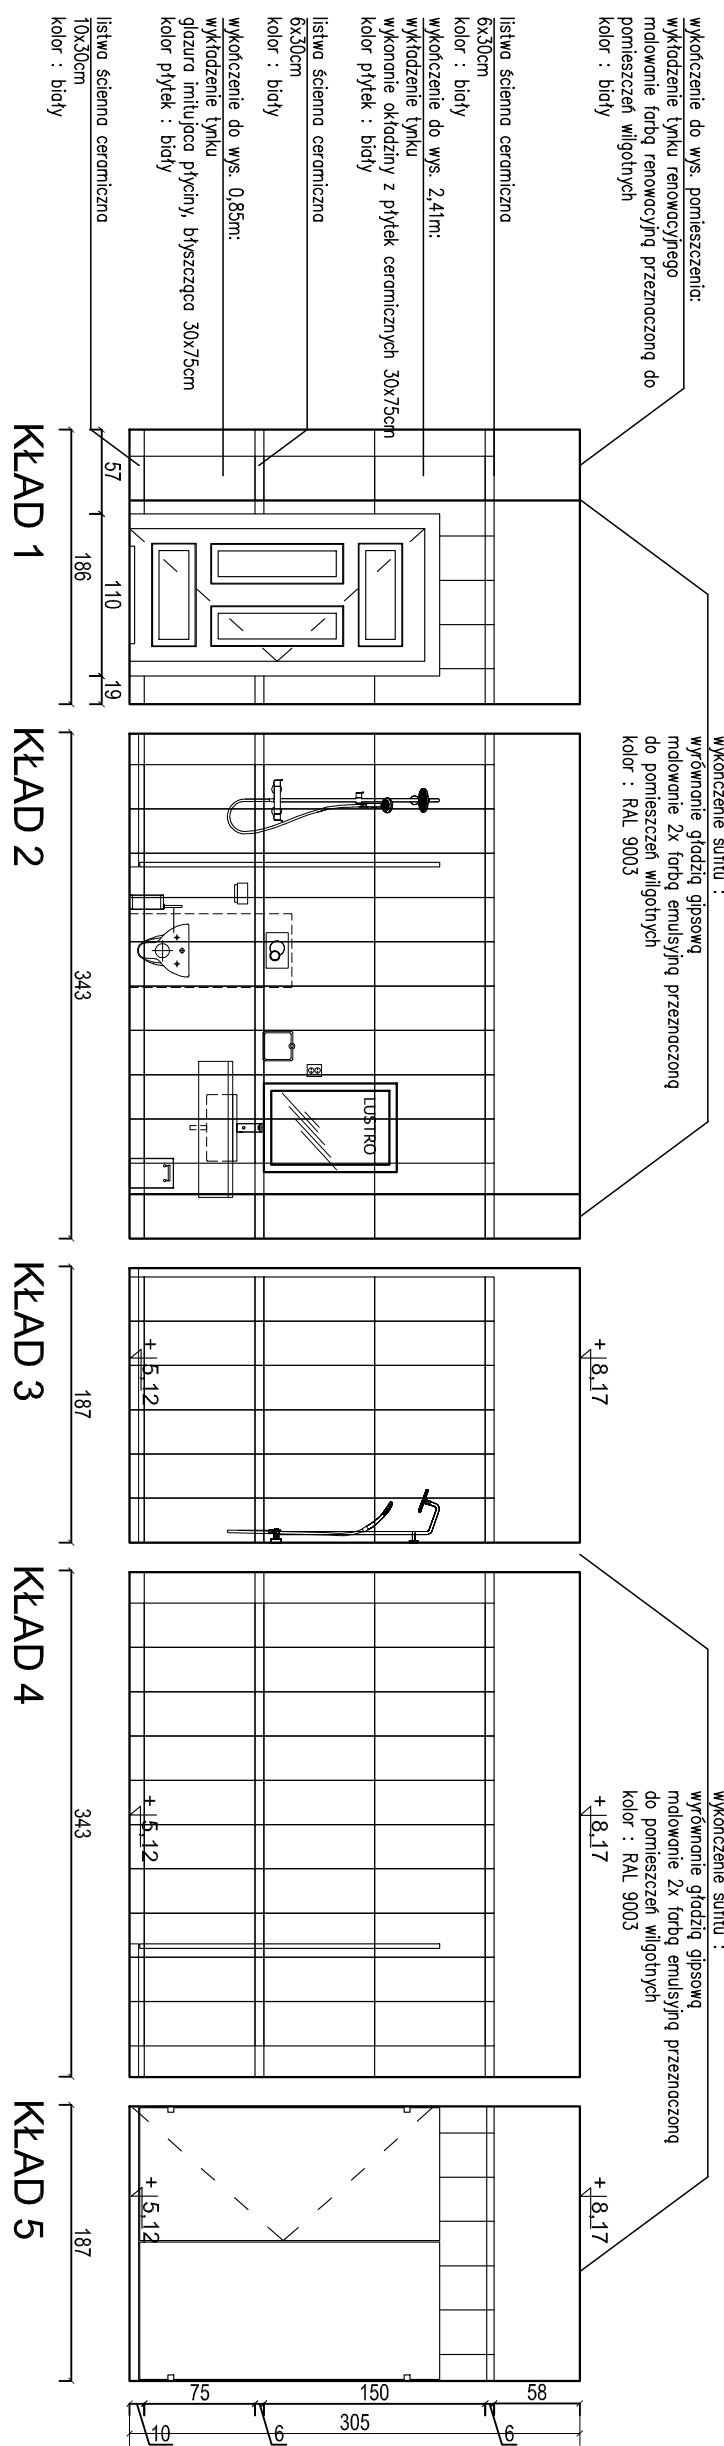 wykończenie do wys. pomieszczenia:
wykładzenie tynku renowacyjnego
malowanie farbą renowacyjną przeznaczoną do
pomieszczeń wilgotnych
kolor : biały
listwa ścienna ceramiczna
6x30cm
kolor : biały
wykończenie do wys. 2,41m:
wykładzenie tynku
wykonanie okładziny z płytek ceramicznych 30x75cm
kolor płytek : biały
listwa ścienna ceramiczna
6x30cm
kolor : biały
wykończenie do wys. 0,85m:
wykładzenie tynku
glazura imitująca płyciny, błyszcząca 30x75cm
kolor płytek : biały
listwa ścienna ceramiczna
10x30cm
kolor : biały
57
110
19
186
KŁAD 1
wykończenie sufitu :
wyrównanie gładzią gipsową
malowanie 2x farbą emulsyjną przeznaczoną
do pomieszczeń wilgotnych
kolor : RAL 9003
LUSTRO
343
KŁAD 2
+ 8,17
+ 5,12
187
KŁAD 3
wykończenie sufitu :
wyrównanie gładzią gipsową
malowanie 2x farbą emulsyjną przeznaczoną
do pomieszczeń wilgotnych
kolor : RAL 9003
+ 8,17
+ 5,12
343
KŁAD 4
+ 8,17
+ 5,12
187
KŁAD 5
75
150
58
10
6
305
6